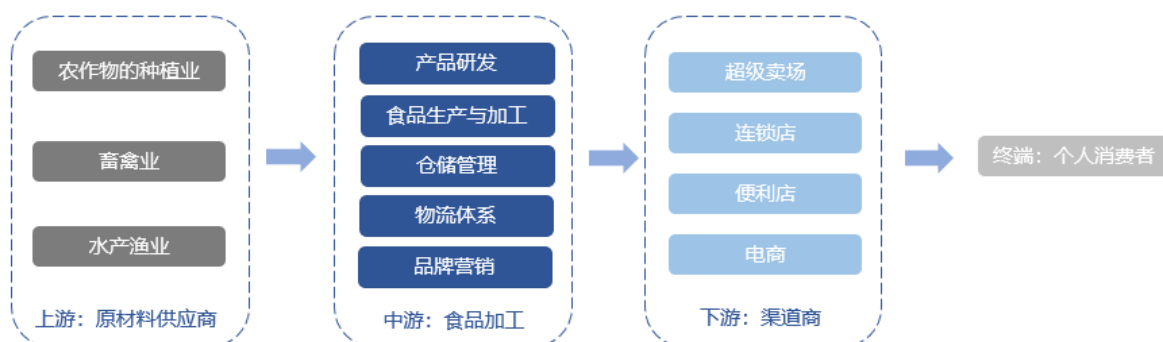 农作物的种植业
畜禽业
水产渔业
上游：原材料供应商
产品研发
食品生产与加工
仓储管理
物流体系
品牌营销
中游：食品加工
超级卖场
连锁店
便利店
电商
下游：渠道商
终端：个人消费者